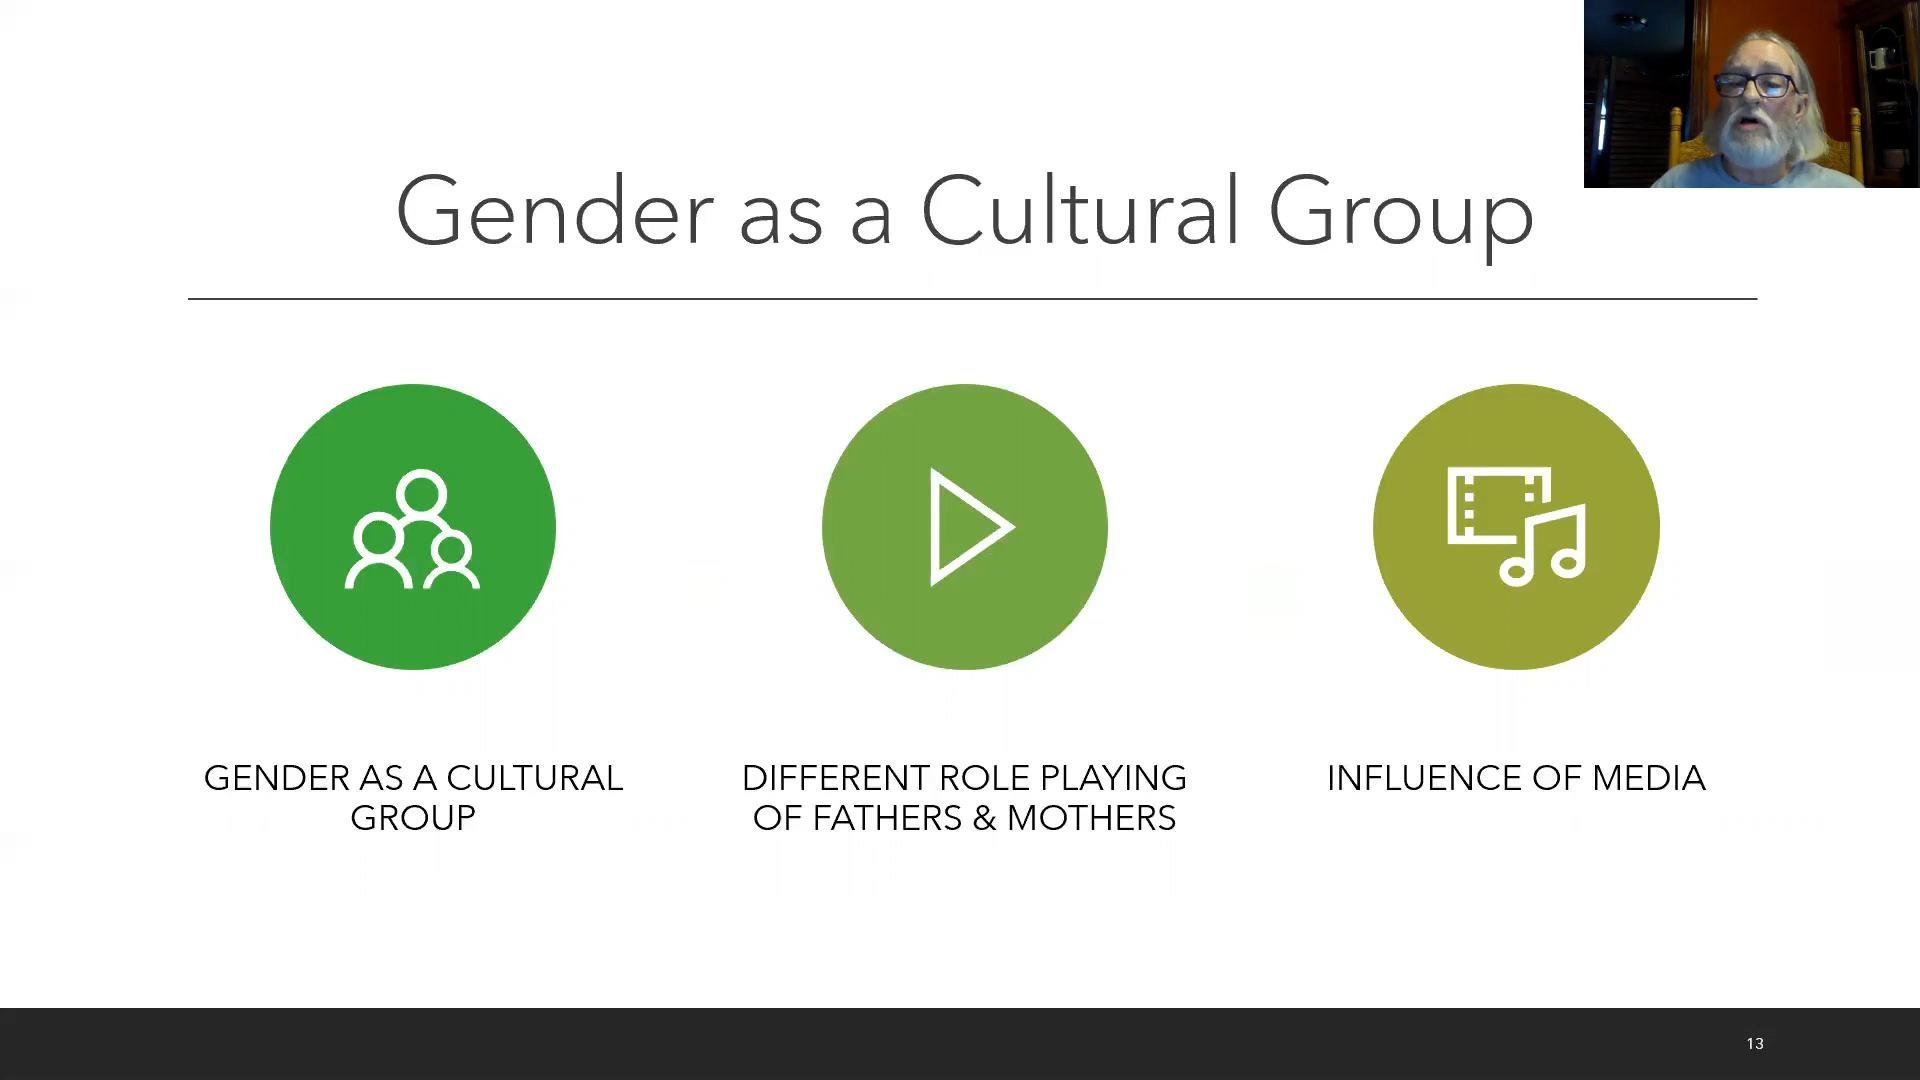 Gender as a Cultural Group
GENDER AS A CULTURAL
GROUP
DIFFERENT ROLE PLAYING
OF FATHERS & MOTHERS
INFLUENCE OF MEDIA
13